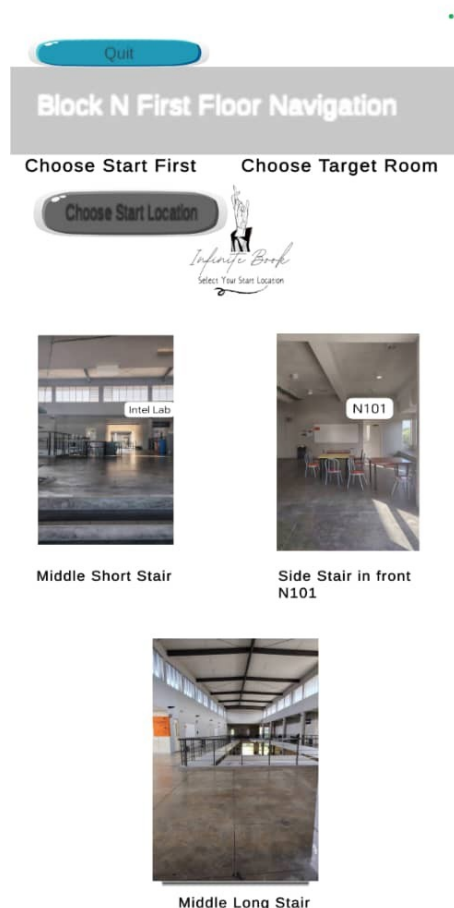 Quit
Block N First Floor Navigation
Choose Start First
Choose Target Room
Choose Start Location
Infinite Book
Select Your Start Location
Intel Lab
N101
Middle Short Stair
Side Stair in front
N101
Middle Long Stair